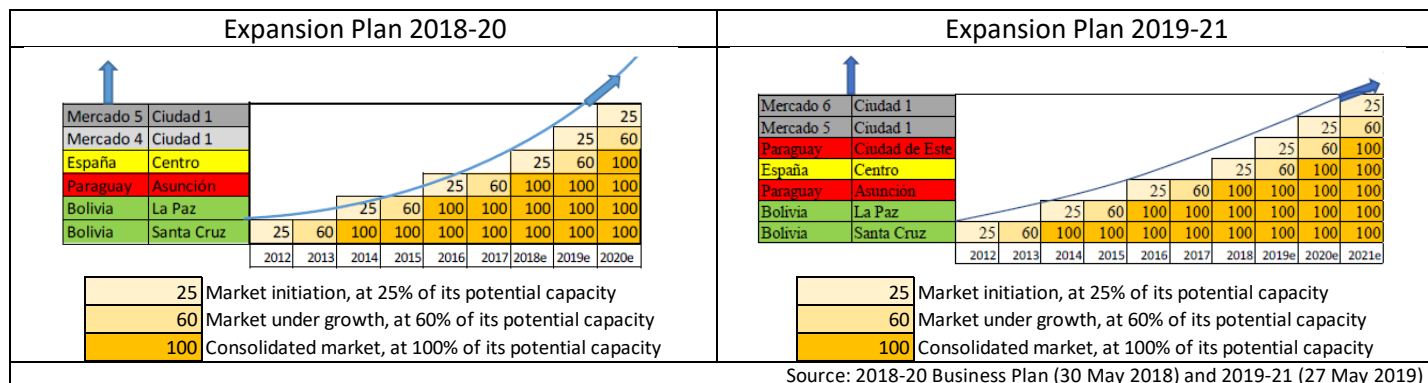 Expansion Plan 2018-20
Mercado 5 Ciudad 1 25
Mercado 4 Ciudad 1 25 60
España Centro 25 60 100
Paraguay Asunción 25 60 100 100 100
Bolivia La Paz 25 60 100 100 100 100 100
Bolivia Santa Cruz 25 60 100 100 100 100 100 100 100
2012 2013 2014 2015 2016 2017 2018e 2019e 2020e
25 Market initiation, at 25% of its potential capacity
60 Market under growth, at 60% of its potential capacity
100 Consolidated market, at 100% of its potential capacity
Expansion Plan 2019-21
Mercado 6 Ciudad 1 25
Mercado 5 Ciudad 1 25 60
Paraguay Ciudad de Este 25 60 100
España Centro 25 60 100 100
Paraguay Asunción 25 60 100 100 100 100
Bolivia La Paz 25 60 100 100 100 100 100 100
Bolivia Santa Cruz 25 60 100 100 100 100 100 100 100 100
2012 2013 2014 2015 2016 2017 2018 2019e 2020e 2021e
25 Market initiation, at 25% of its potential capacity
60 Market under growth, at 60% of its potential capacity
100 Consolidated market, at 100% of its potential capacity
Source: 2018-20 Business Plan (30 May 2018) and 2019-21 (27 May 2019)